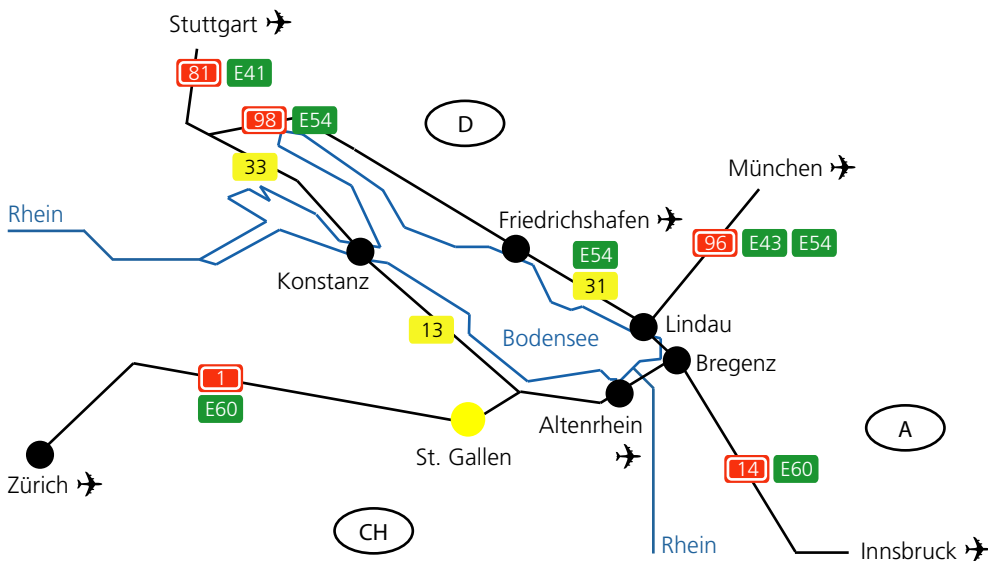 Stuttgart
81 E41
98 E54
D
33
München
Rhein
Friedrichshafen
96 E43 E54
E54
Konstanz
31
13
Lindau
Bodensee
Bregenz
1
E60
Altenrhein
A
St. Gallen
14 E60
Zürich
CH
Rhein
Innsbruck